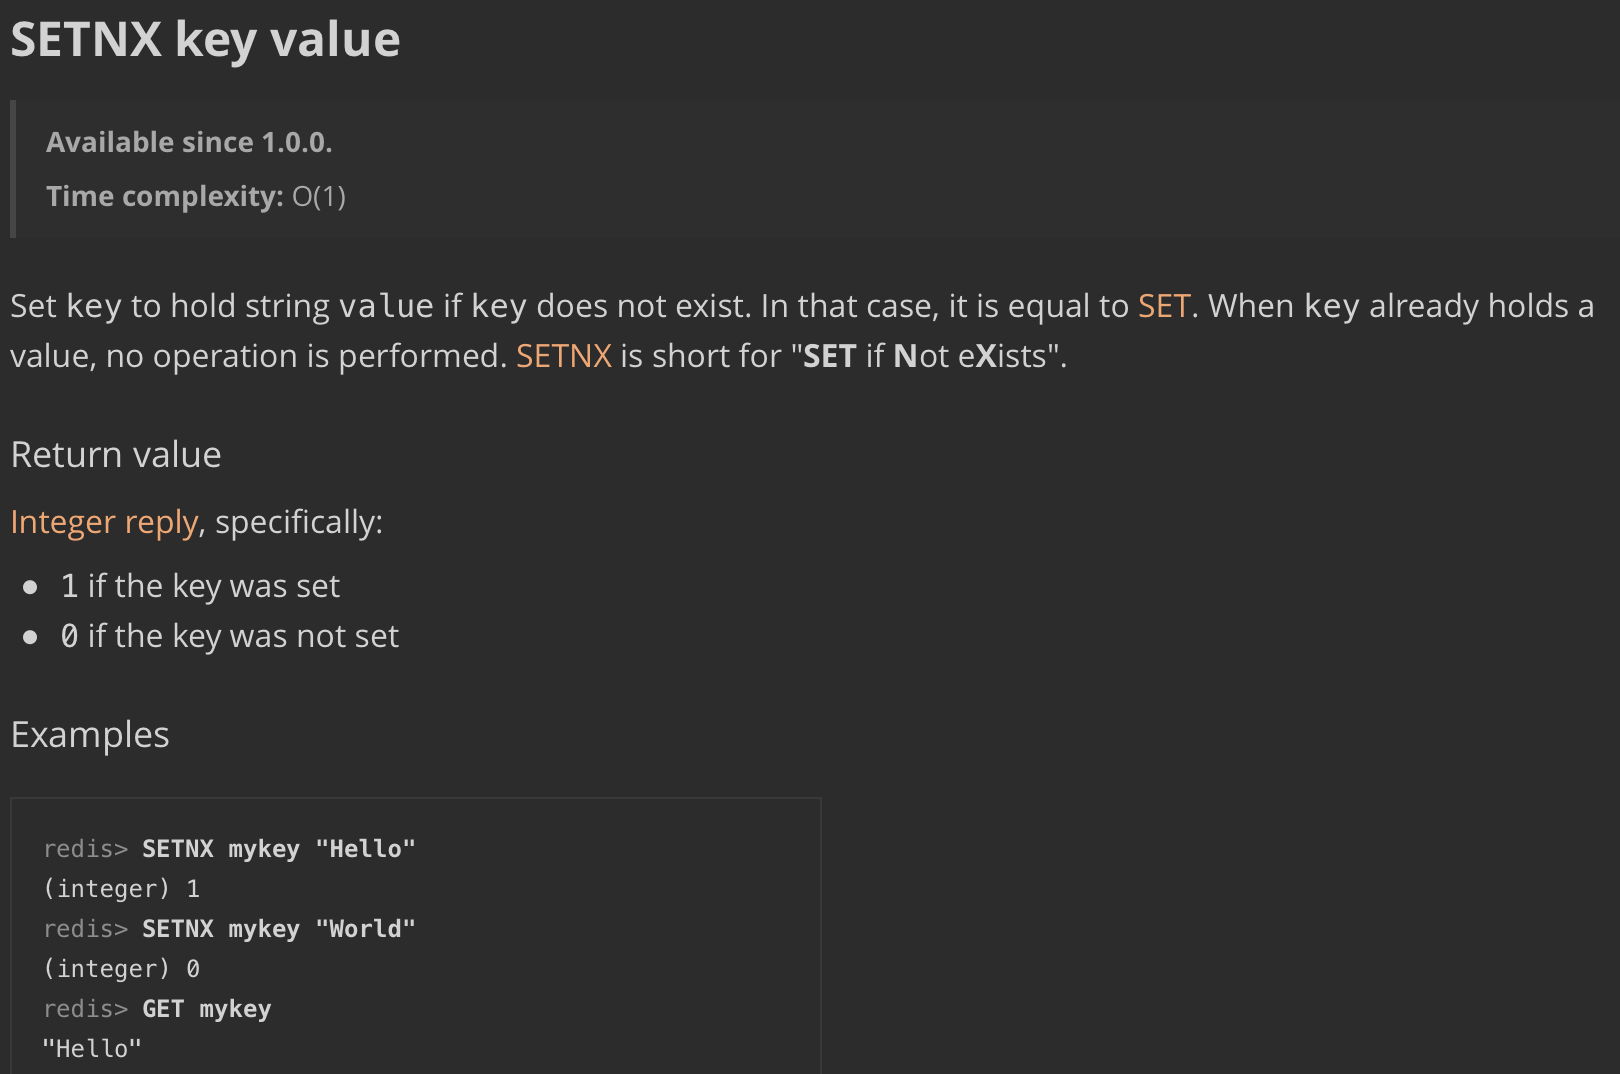 SETNX key value
Available since 1.0.0.
Time complexity: O(1)
Set key to hold string value if key does not exist. In that case, it is equal to SET. When key already holds a
value, no operation is performed. SETNX is short for "SET if Not eXists".
Return value
Integer reply, specifically:
● 1 if the key was set
● 0 if the key was not set
Examples
redis> SETNX mykey "Hello"
(integer) 1
redis> SETNX mykey "World"
(integer) 0
redis> GET mykey
"Hello"